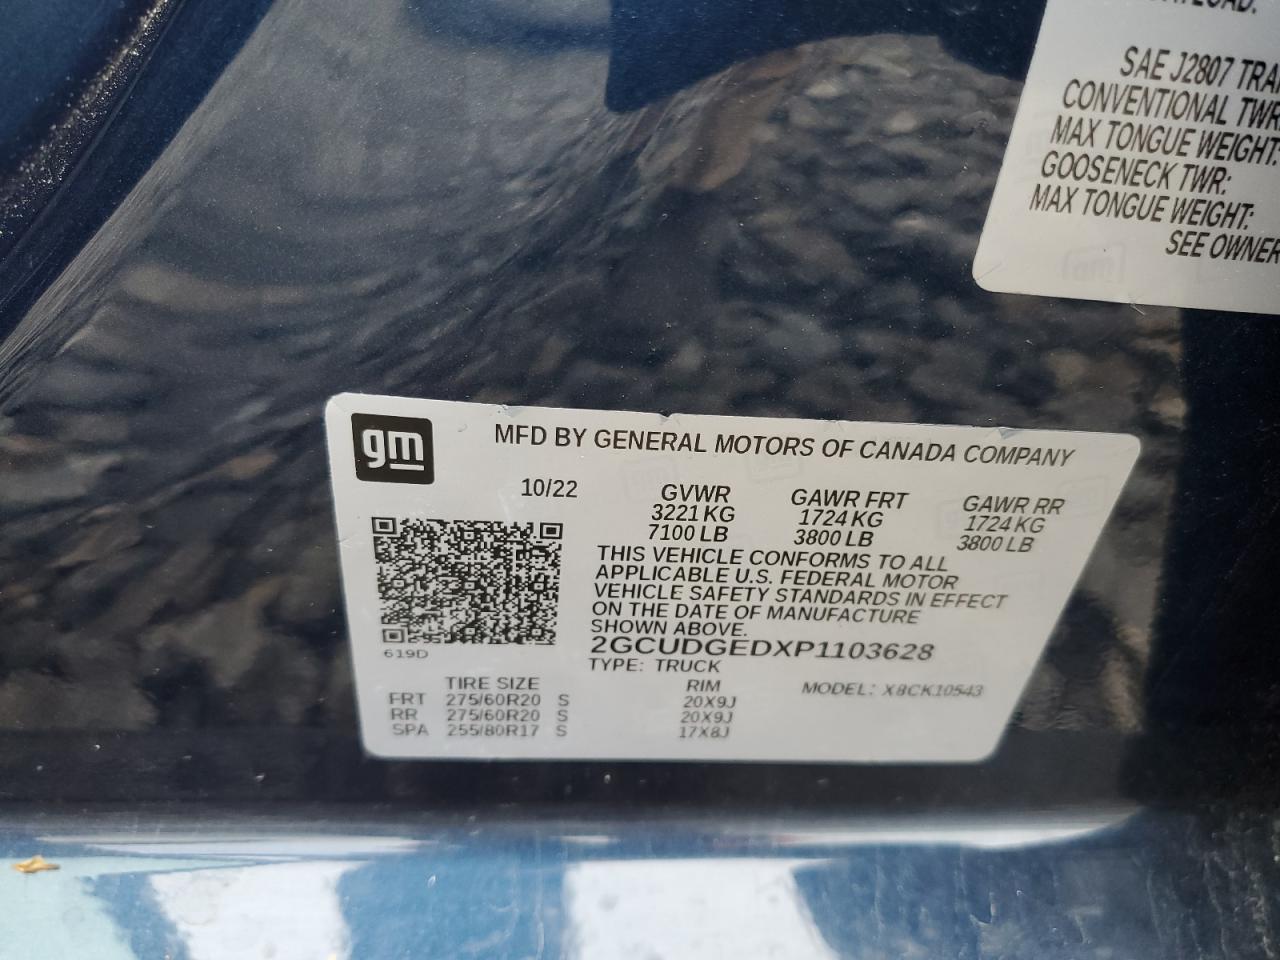 SAE J2807
CONVENTIONAL TWR
MAX TONGUE WEIGHT:
GOOSENECK TWR:
MAX TONGUE WEIGHT:
SEE OWNER
gm
MFD BY GENERAL MOTORS OF CANADA COMPANY
10/22 GVWR GAWR FRT GAWR RR
3221 KG 1724 KG 1724 KG
7100 LB 3800 LB 3800 LB
THIS VEHICLE CONFORMS TO ALL
APPLICABLE U.S. FEDERAL MOTOR
VEHICLE SAFETY STANDARDS IN EFFECT
ON THE DATE OF MANUFACTURE
SHOWN ABOVE.
2GCUDGEDXP1103628
619D
TYPE: TRUCK
TIRE SIZE RIM MODEL: X8CK10543
FRT 275/60R20 S 20X9J
RR 275/60R20 S 20X9J
SPA 255/80R17 S 17X8J